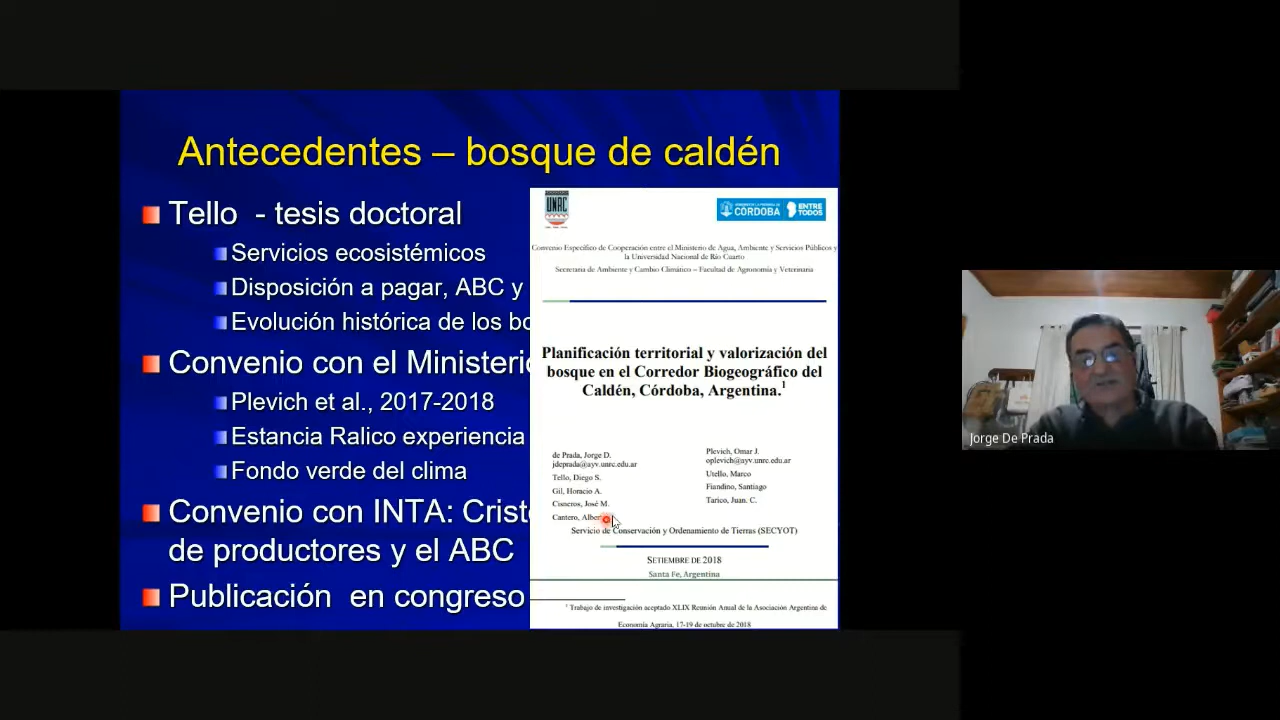 Antecedentes – bosque de caldén
Tello - tesis doctoral
Servicios ecosistémicos
Disposición a pagar, ABC y
Evolución histórica de los bo
Convenio con el Ministerio
Plevich et al., 2017-2018
Estancia Ralico experiencia
Fondo verde del clima
Convenio con INTA: Crist
de productores y el ABC
Publicación en congreso
CÓRDOBA
ENTRE
TODOS
Convenio Específico de Cooperación entre el Ministerio de Agua, Ambiente y Servicios Públicos y
la Universidad Nacional de Río Cuarto
Secretaría de Ambiente y Cambio Climático – Facultad de Agronomía y Veterinaria
Planificación territorial y valorización del
bosque en el Corredor Biogeográfico del
Caldén, Córdoba, Argentina.1
de Prada, Jorge D.
jdeprada@ayv.unrc.edu.ar
Tello, Diego S.
Gil, Horacio A.
Cisneros, José M.
Cantero, Alber
Plevich, Omar J.
oplevich@ayv.unrc.edu.ar
Utello, Marco
Fiandino, Santiago
Tarico, Juan. C.
Servicio de Conservación y Ordenamiento de Tierras (SECYOT)
SETIEMBRE DE 2018
Santa Fe, Argentina
1 Trabajo de investigación aceptado XLIX Reunión Anual de la Asociación Argentina de
Economía Agraria, 17-19 de octubre de 2018
Jorge De Prada